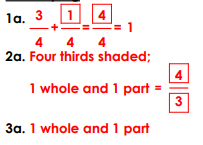 1a. 3/4 + 1/4 = 4/4 = 1
2a. Four thirds shaded;
1 whole and 1 part = 4/3
3a. 1 whole and 1 part